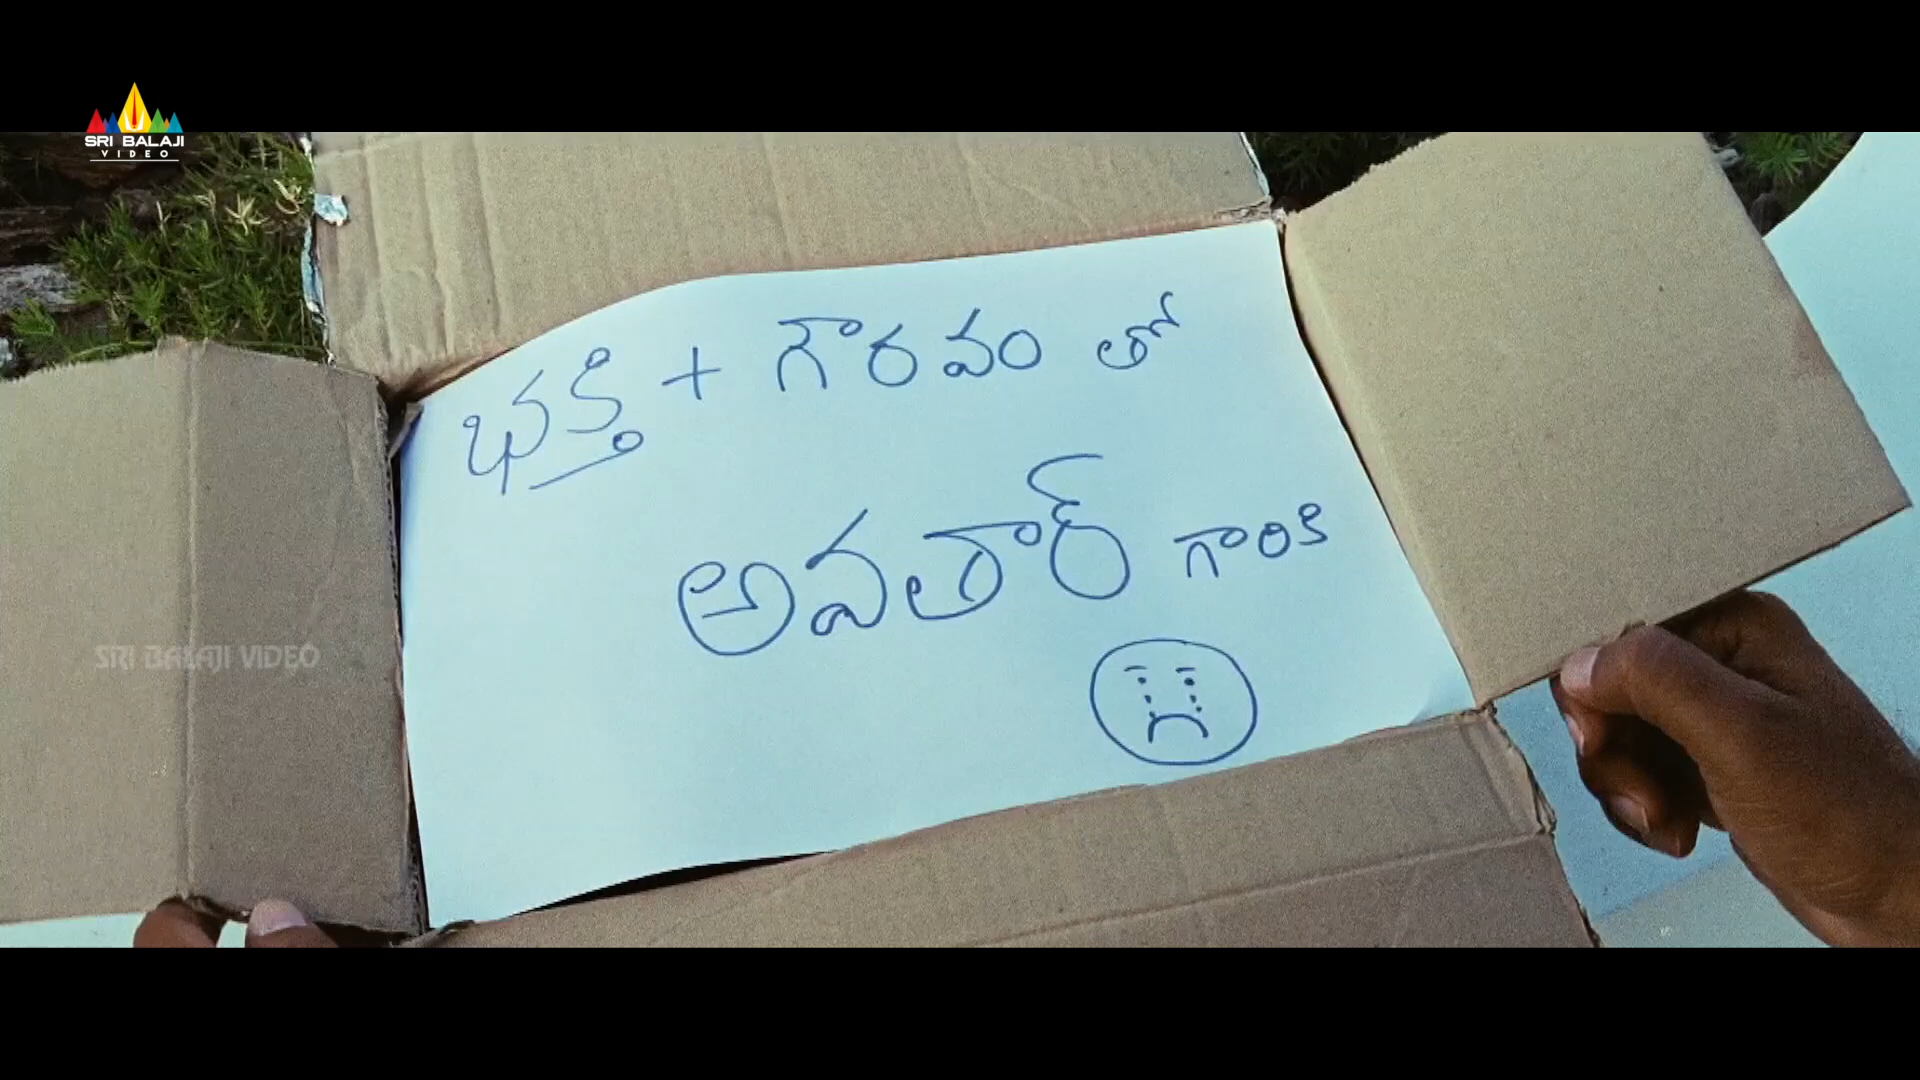 SRI BALAJI
VIDEO
భక్తి + గౌరవం తో
అవతార్ గారికి
SRI BALAJI VIDEO